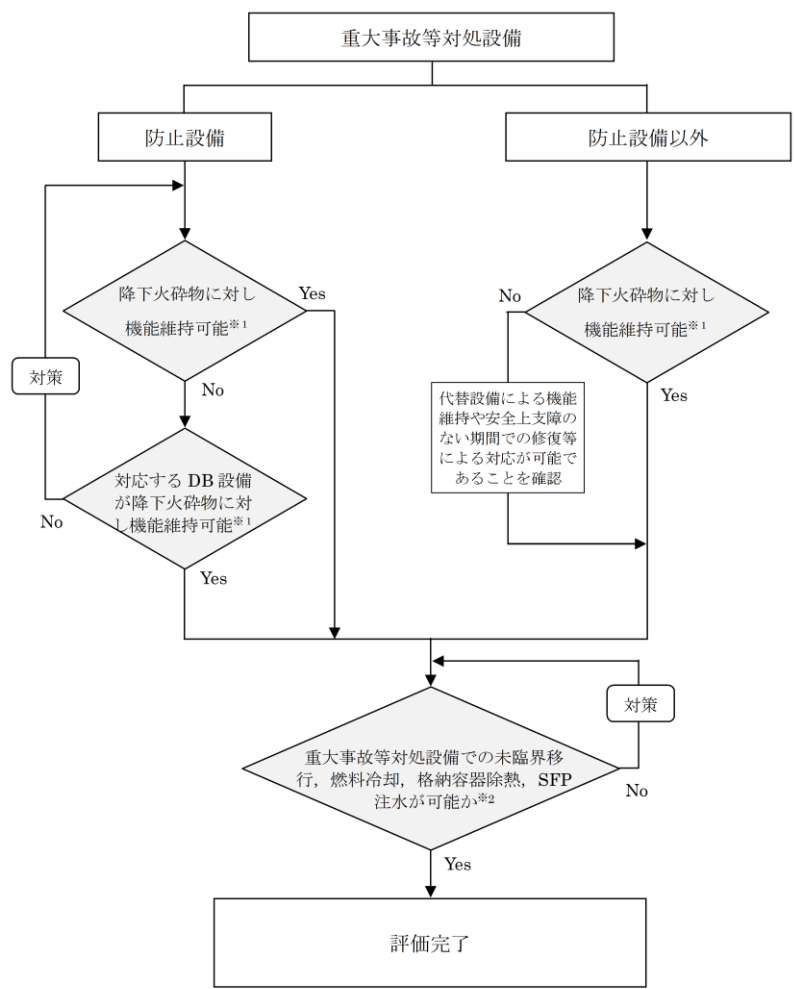 重大事故等対処設備
防止設備
防止設備以外
降下火砕物に対し
機能維持可能※1
Yes
No
対策
対応する DB 設備
が降下火砕物に対
し機能維持可能※1
No
Yes
降下火砕物に対し
機能維持可能※1
No
Yes
代替設備による機能
維持や安全上支障の
ない期間での修復等
による対応が可能で
あることを確認
対策
重大事故等対処設備での未臨界移
行，燃料冷却，格納容器除熱，SFP
注水が可能か※2
No
Yes
評価完了